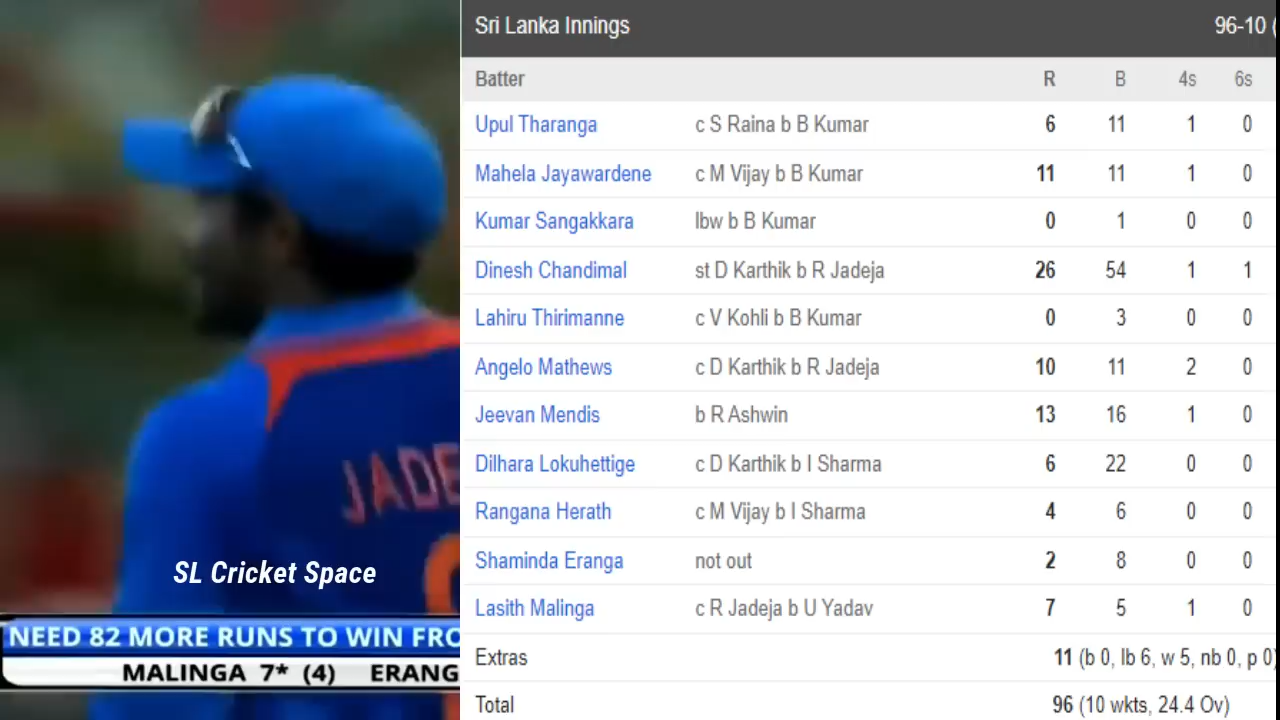 JADE
SL Cricket Space
NEED 82 MORE RUNS TO WIN FRO
MALINGA 7* (4) ERANG
Sri Lanka Innings 96-10 (
Batter R B 4s 6s
Upul Tharanga c S Raina b B Kumar 6 11 1 0
Mahela Jayawardene c M Vijay b B Kumar 11 11 1 0
Kumar Sangakkara lbw b B Kumar 0 1 0 0
Dinesh Chandimal st D Karthik b R Jadeja 26 54 1 1
Lahiru Thirimanne c V Kohli b B Kumar 0 3 0 0
Angelo Mathews c D Karthik b R Jadeja 10 11 2 0
Jeevan Mendis b R Ashwin 13 16 1 0
Dilhara Lokuhettige c D Karthik b I Sharma 6 22 0 0
Rangana Herath c M Vijay b I Sharma 4 6 0 0
Shaminda Eranga not out 2 8 0 0
Lasith Malinga c R Jadeja b U Yadav 7 5 1 0
Extras 11 (b 0, lb 6, w 5, nb 0, p 0)
Total 96 (10 wkts, 24.4 Ov)